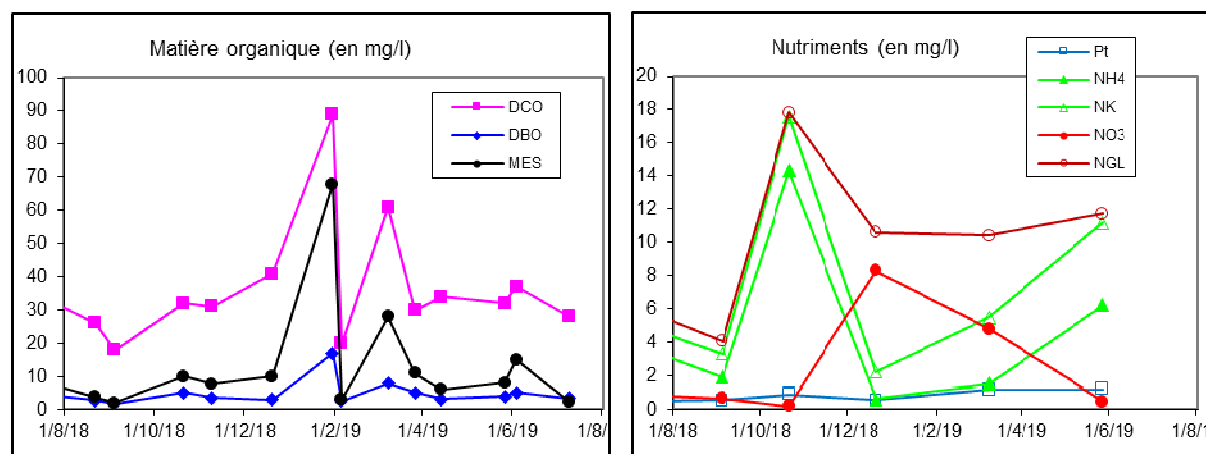 Matière organique (en mg/l)
100
90
80
70
60
50
40
30
20
10
0
DCO
DBO
MES
1/8/18 1/10/18 1/12/18 1/2/19 1/4/19 1/6/19 1/8/
Nutriments (en mg/l)
Pt
NH4
NK
NO3
NGL
20
18
16
14
12
10
8
6
4
2
0
1/8/18 1/10/18 1/12/18 1/2/19 1/4/19 1/6/19 1/8/1